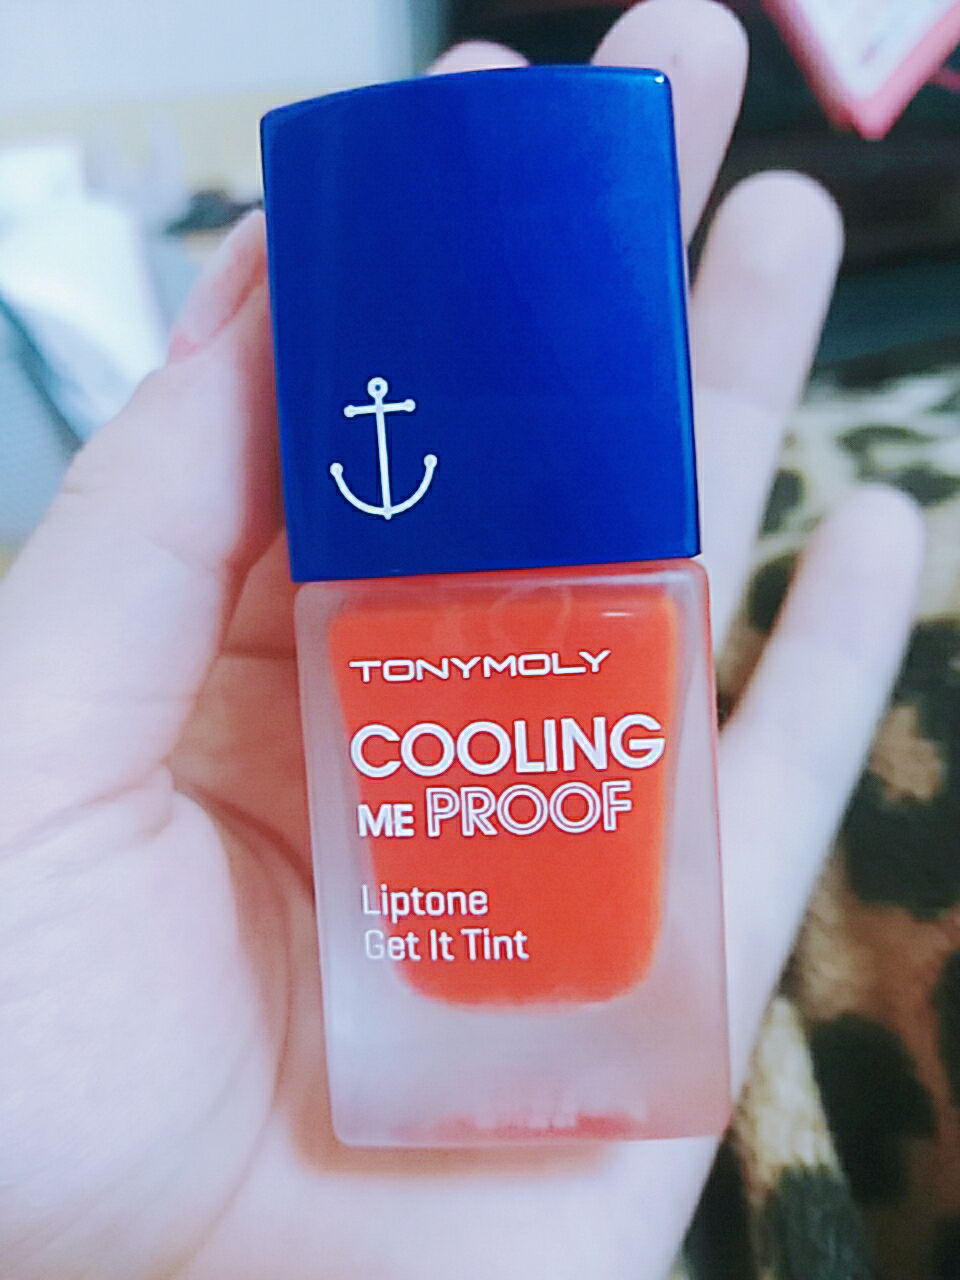 TONYMOLY
COOLING
ME PROOF
Liptone
Get It Tint